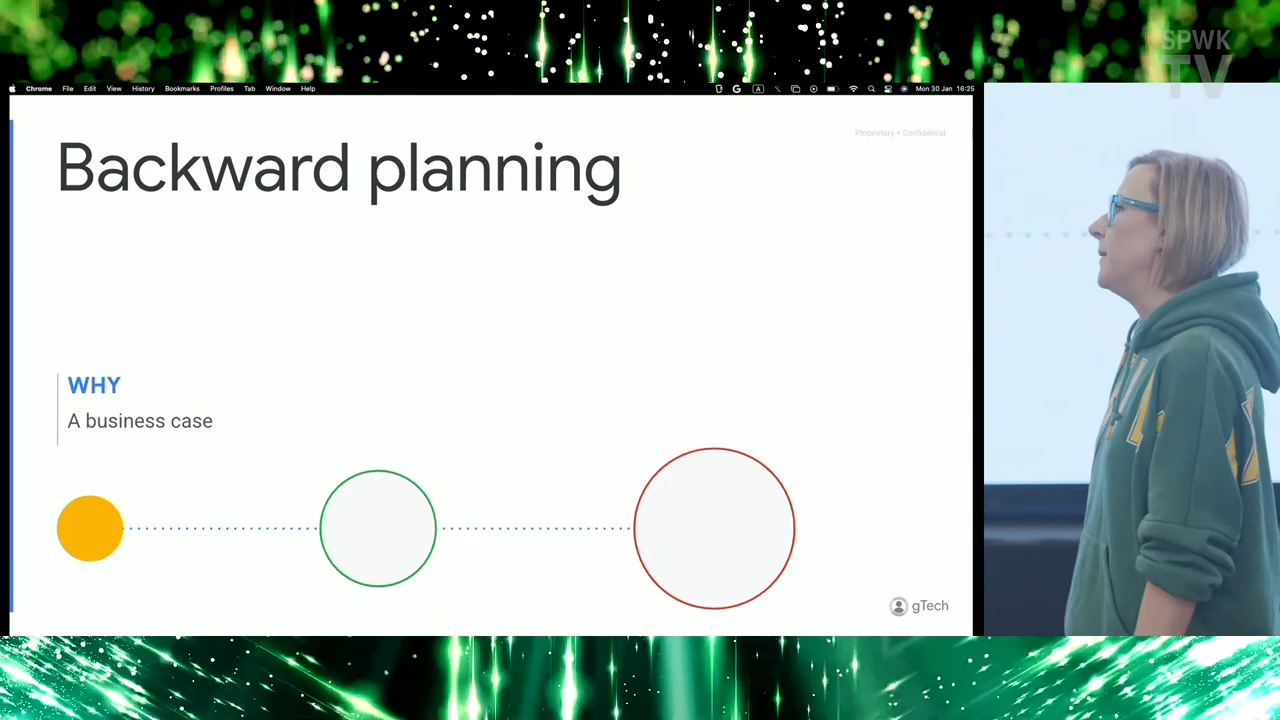 SPWK
TV
Chrome File Edit View History Bookmarks Profiles Tab Window Help
A
Mon 30 Jan 16:25
Proprietary + Confidential
Backward planning
WHY
A business case
gTech